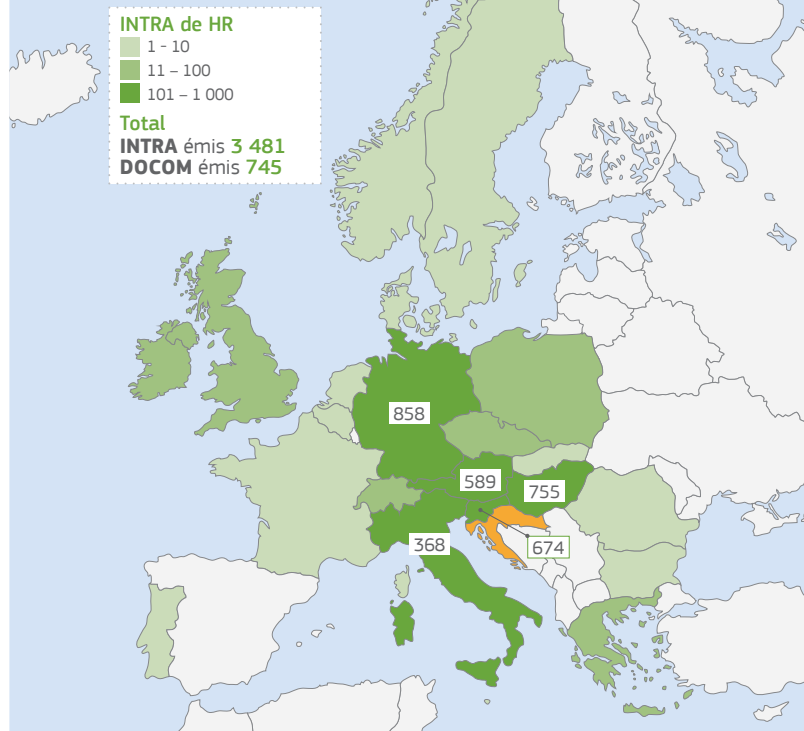 INTRA de HR
1 - 10
11 – 100
101 – 1 000
Total
INTRA émis 3 481
DOCOM émis 745
858
589
755
368
674